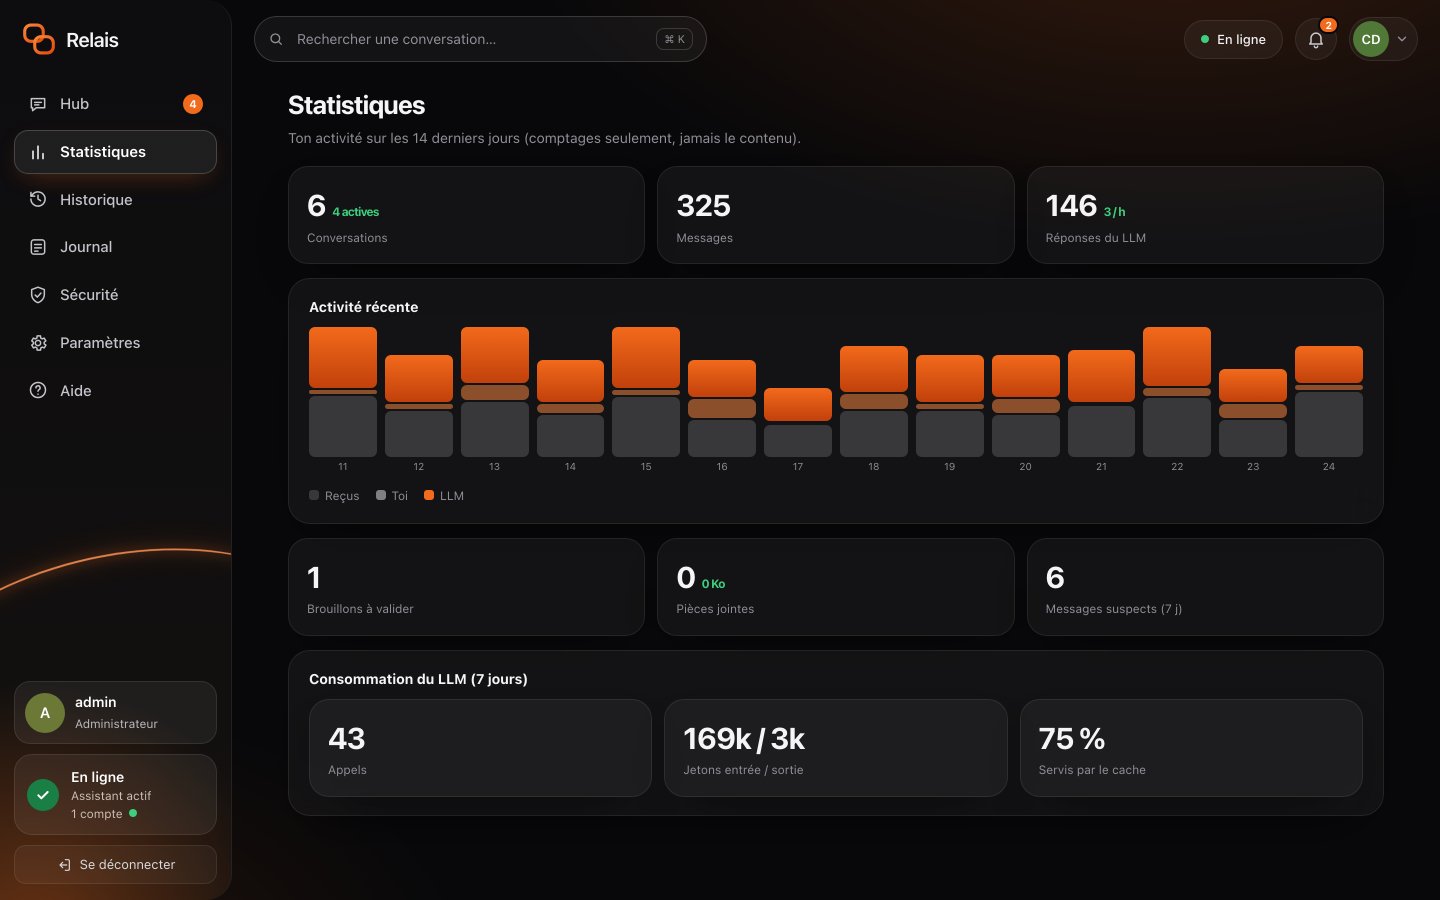 Relais
Rechercher une conversation...
⌘ K
En ligne
2
CD
Hub
4
Statistiques
Historique
Journal
Sécurité
Paramètres
Aide
A
admin
Administrateur
En ligne
Assistant actif
1 compte
Se déconnecter
Statistiques
Ton activité sur les 14 derniers jours (comptages seulement, jamais le contenu).
6 4 actives
Conversations
325
Messages
146 3/h
Réponses du LLM
Activité récente
11 12 13 14 15 16 17 18 19 20 21 22 23 24
Reçus Toi LLM
1
Brouillons à valider
0 0 Ko
Pièces jointes
6
Messages suspects (7 j)
Consommation du LLM (7 jours)
43
Appels
169k / 3k
Jetons entrée / sortie
75 %
Servis par le cache